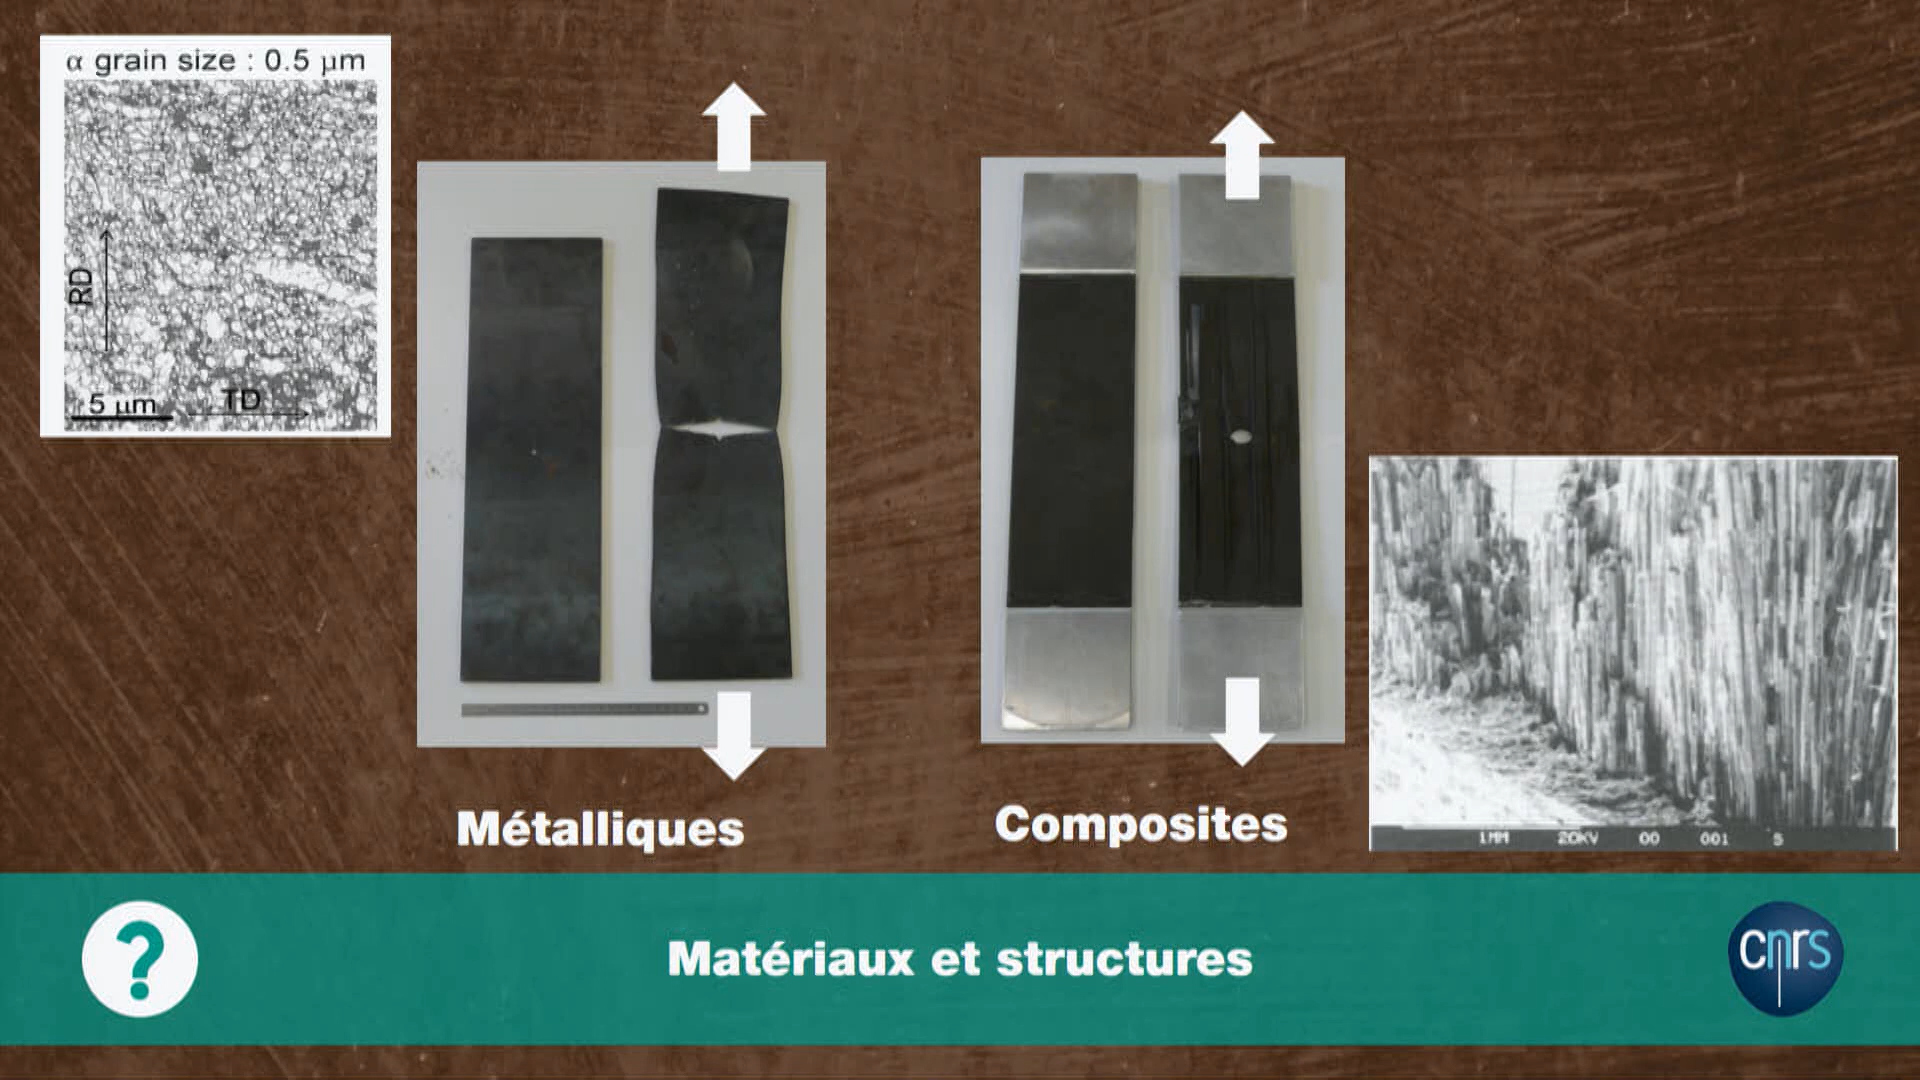 α grain size : 0.5 µm
RD
5 µm
TD
Métalliques
Composites
1MM 20KV 00 001 S
?
Matériaux et structures
cnrs